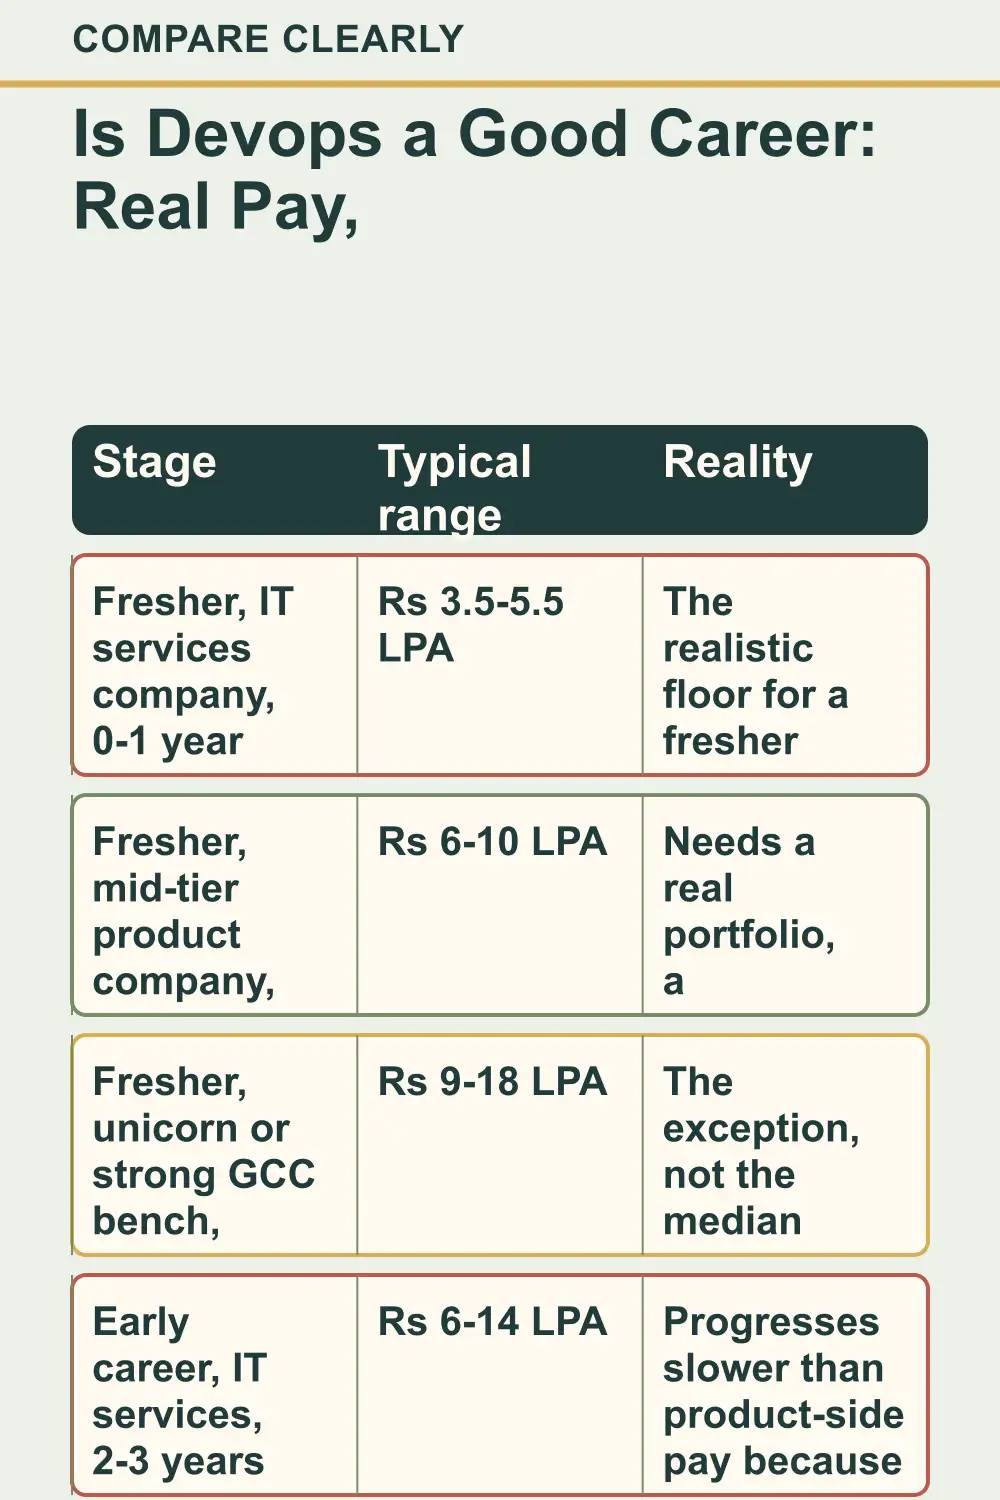 COMPARE CLEARLY
Is Devops a Good Career:
Real Pay,
Stage
Typical
range
Reality
Fresher, IT
services
company,
0-1 year
Rs 3.5-5.5
LPA
The
realistic
floor for a
fresher
Fresher,
mid-tier
product
company,
Rs 6-10 LPA
Needs a
real
portfolio,
a
Fresher,
unicorn or
strong GCC
bench,
Rs 9-18 LPA
The
exception,
not the
median
Early
career, IT
services,
2-3 years
Rs 6-14 LPA
Progresses
slower than
product-side
pay because